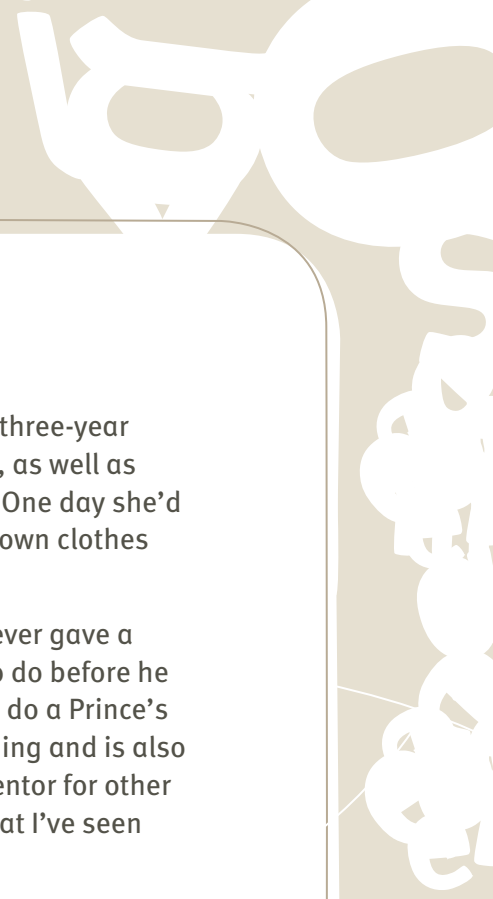 three-year
, as well as
One day she’d
own clothes
ever gave a
do before he
do a Prince’s
ing and is also
entor for other
at I’ve seen